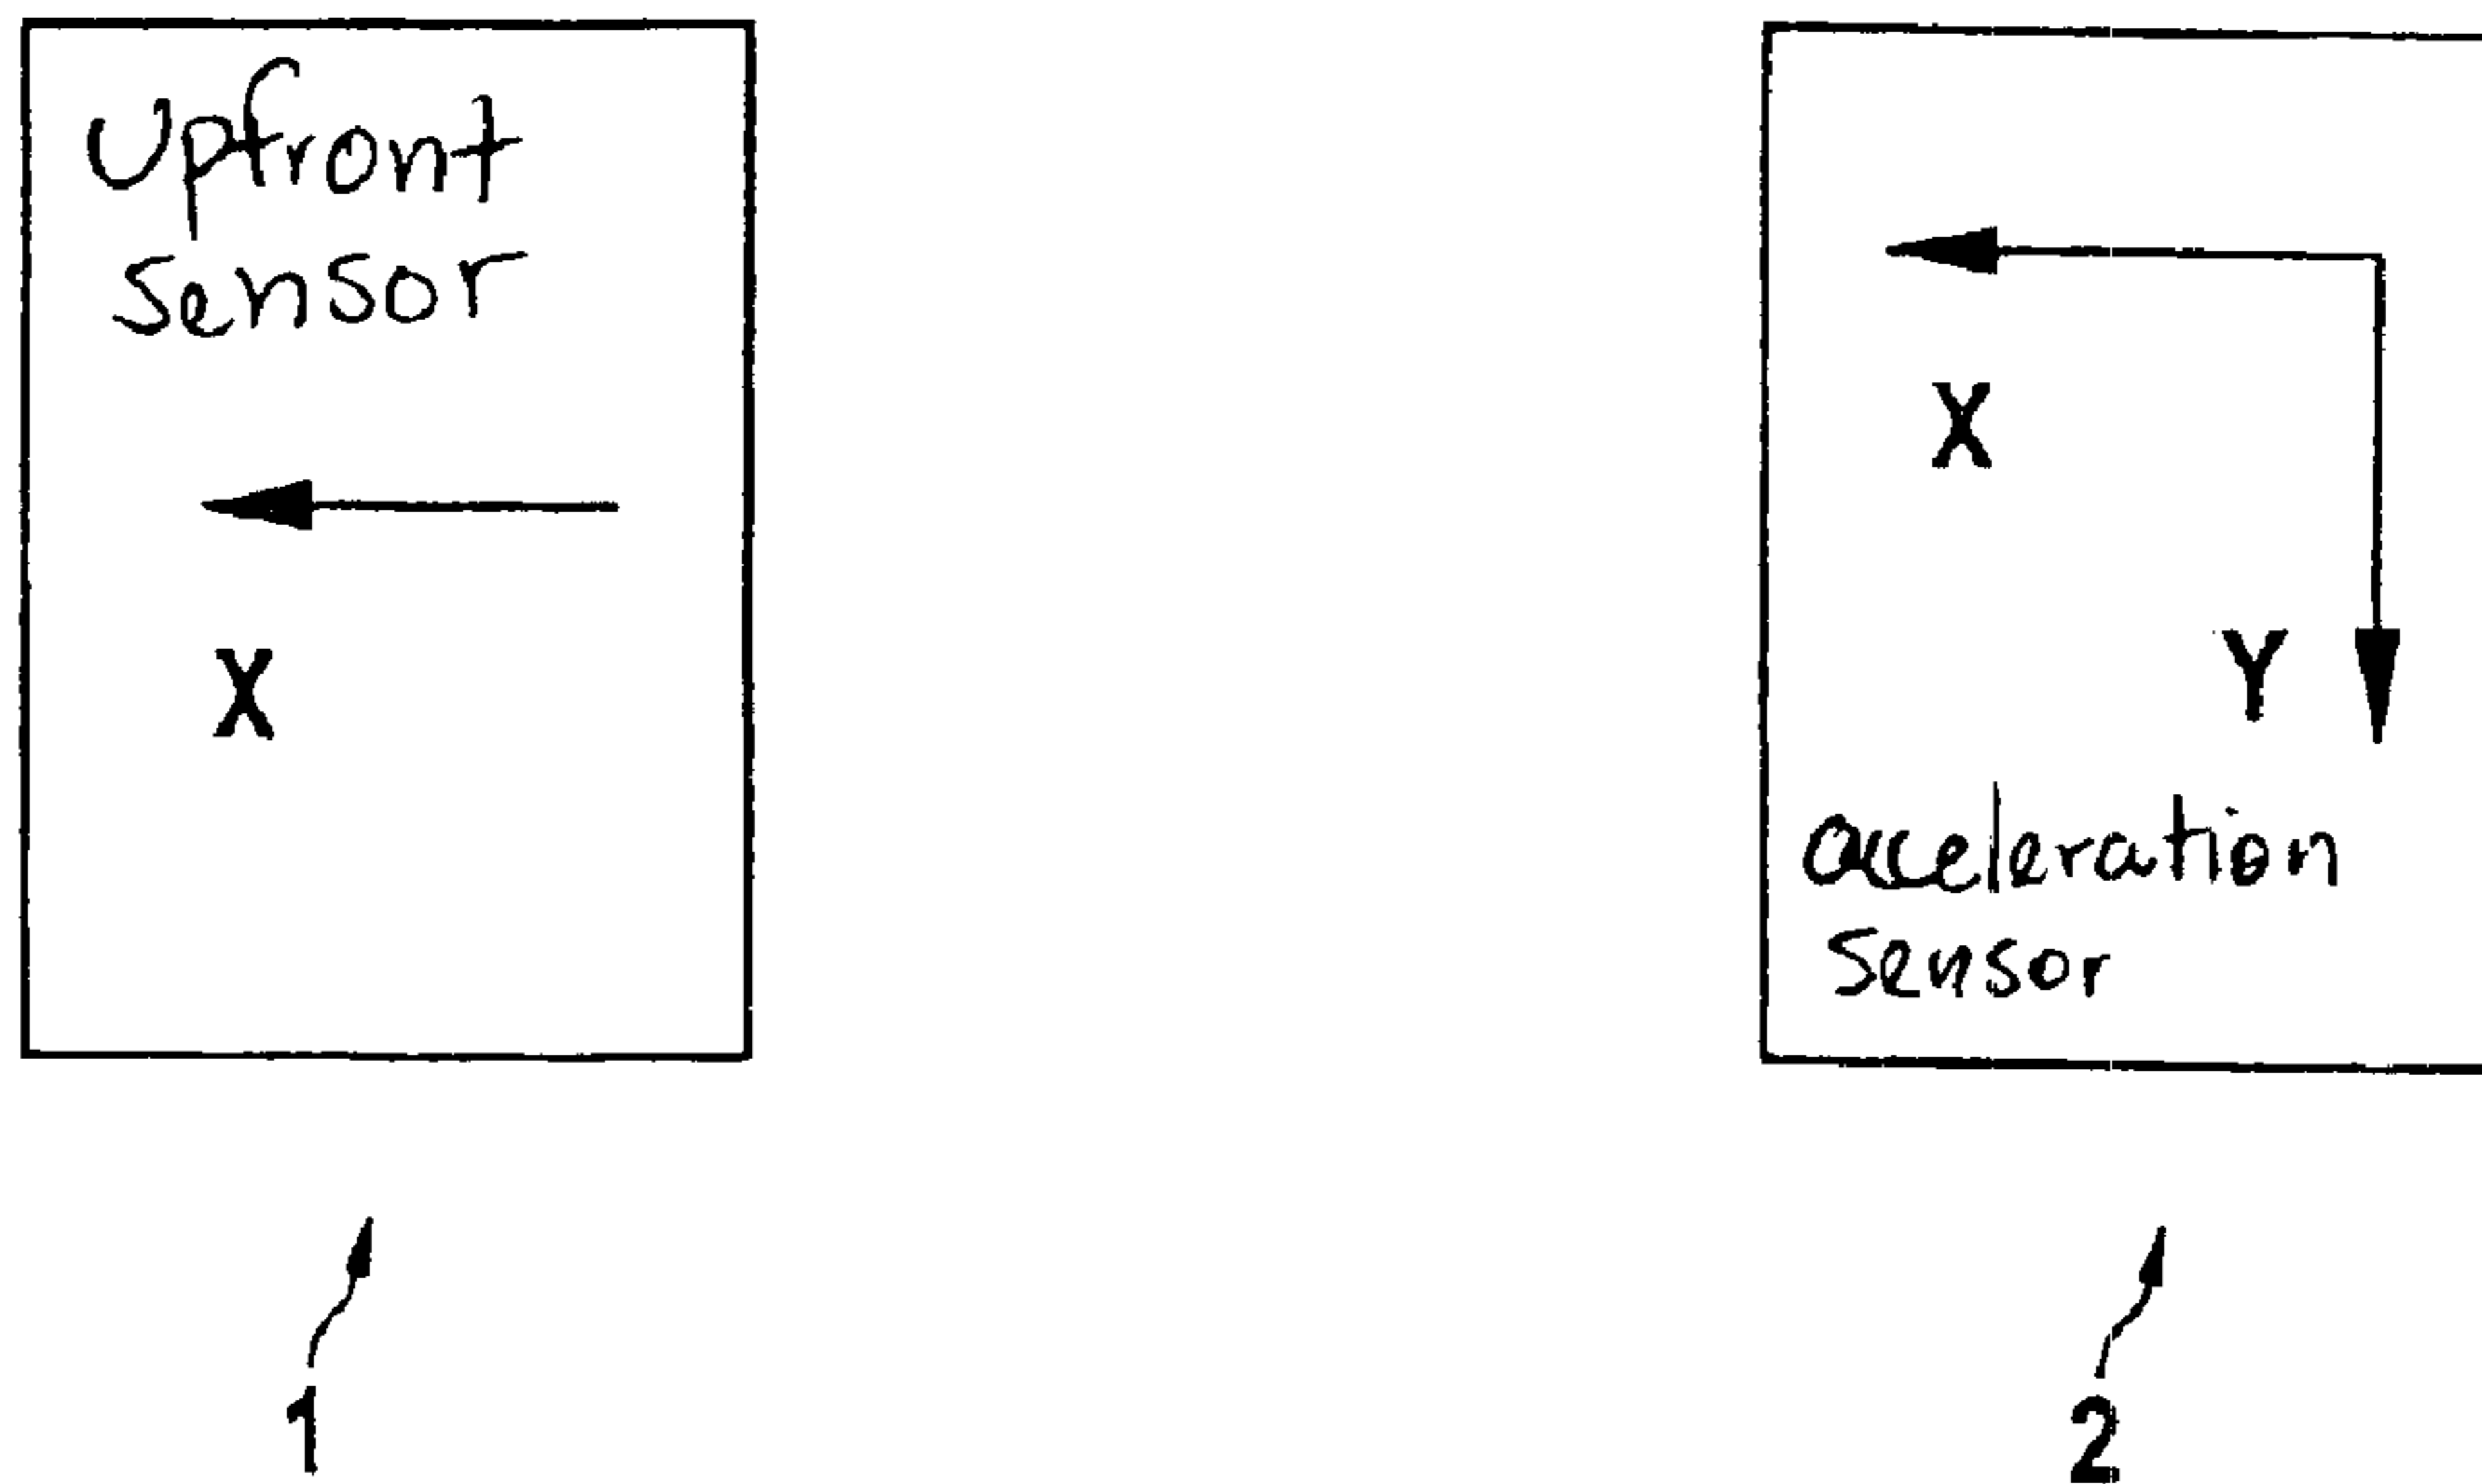 Upfront
Sensor
X
1
X
Y
acceleration
Sensor
2